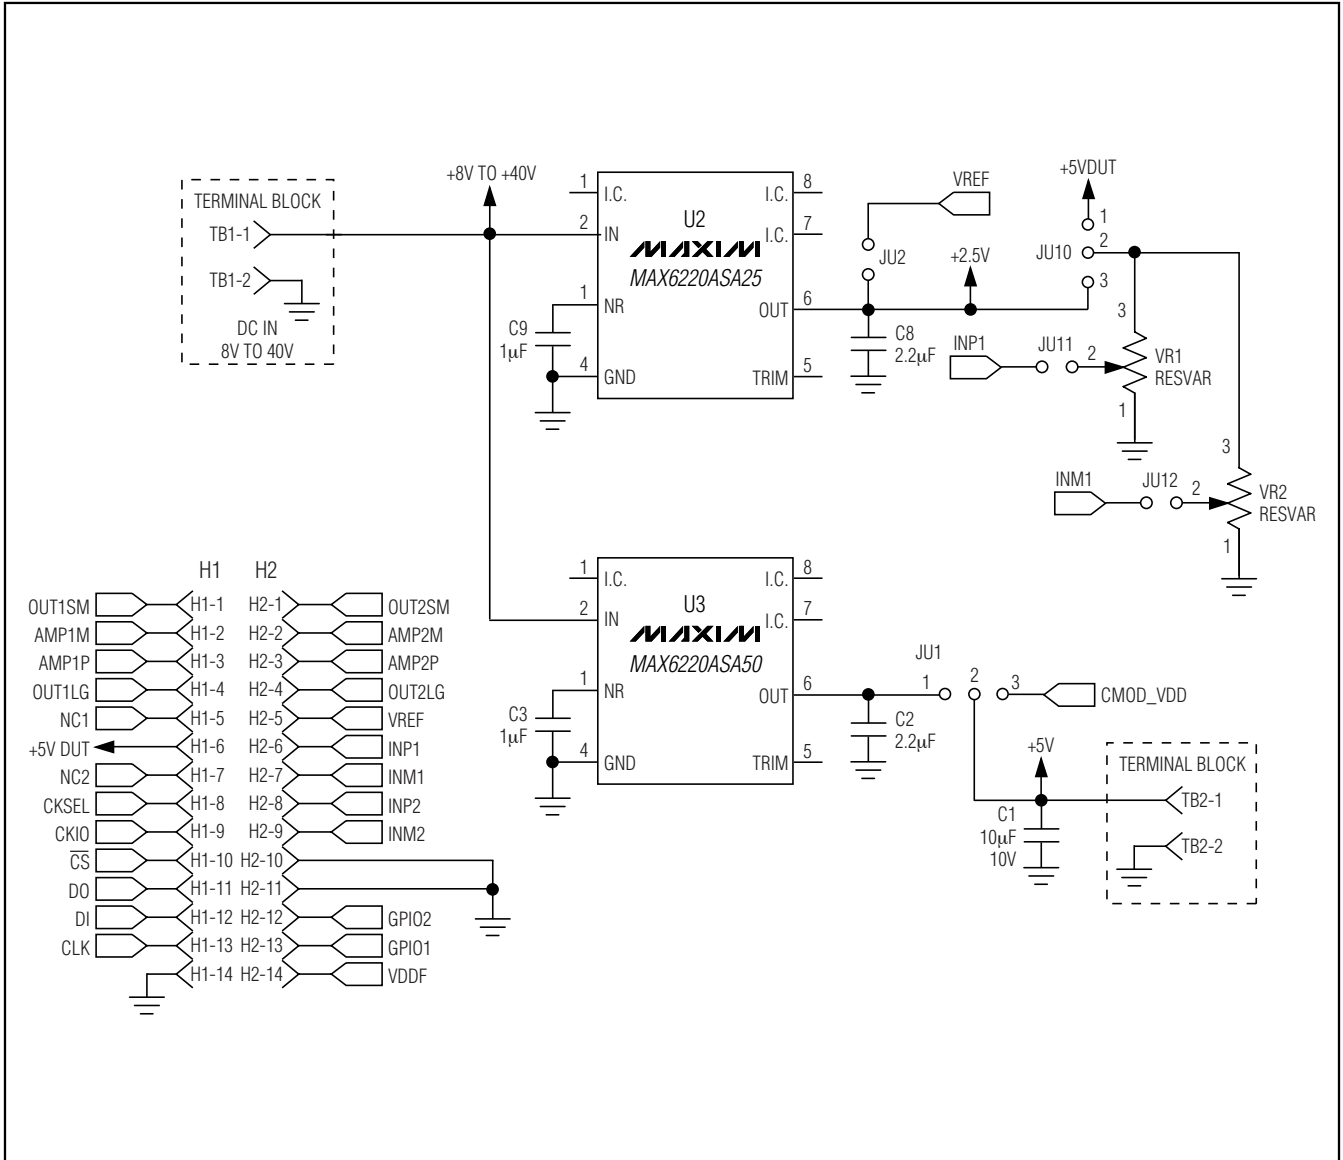 TERMINAL BLOCK
TB1-1
TB1-2
DC IN
8V TO 40V
+8V TO +40V
1
I.C.
2
IN
1
NR
4
GND
C9
1μF
U2
MAXIM
MAX6220ASA25
8
I.C.
7
I.C.
6
OUT
5
TRIM
VREF
JU2
+2.5V
C8
2.2μF
+5VDUT
JU10
1
2
3
INP1
JU11
2
3
1
VR1
RESVAR
INM1
JU12
2
3
1
VR2
RESVAR
1
I.C.
2
IN
1
NR
4
GND
C3
1μF
U3
MAXIM
MAX6220ASA50
8
I.C.
7
I.C.
6
OUT
5
TRIM
C2
2.2μF
JU1
1
2
3
CMOD_VDD
+5V
C1
10μF
10V
TERMINAL BLOCK
TB2-1
TB2-2
H1 H2
OUT1SM H1-1 H2-1 OUT2SM
AMP1M H1-2 H2-2 AMP2M
AMP1P H1-3 H2-3 AMP2P
OUT1LG H1-4 H2-4 OUT2LG
NC1 H1-5 H2-5 VREF
+5V DUT H1-6 H2-6 INP1
NC2 H1-7 H2-7 INM1
CKSEL H1-8 H2-8 INP2
CKIO H1-9 H2-9 INM2
C̅S̅ H1-10 H2-10
DO H1-11 H2-11
DI H1-12 H2-12 GPIO2
CLK H1-13 H2-13 GPIO1
H1-14 H2-14 VDDF